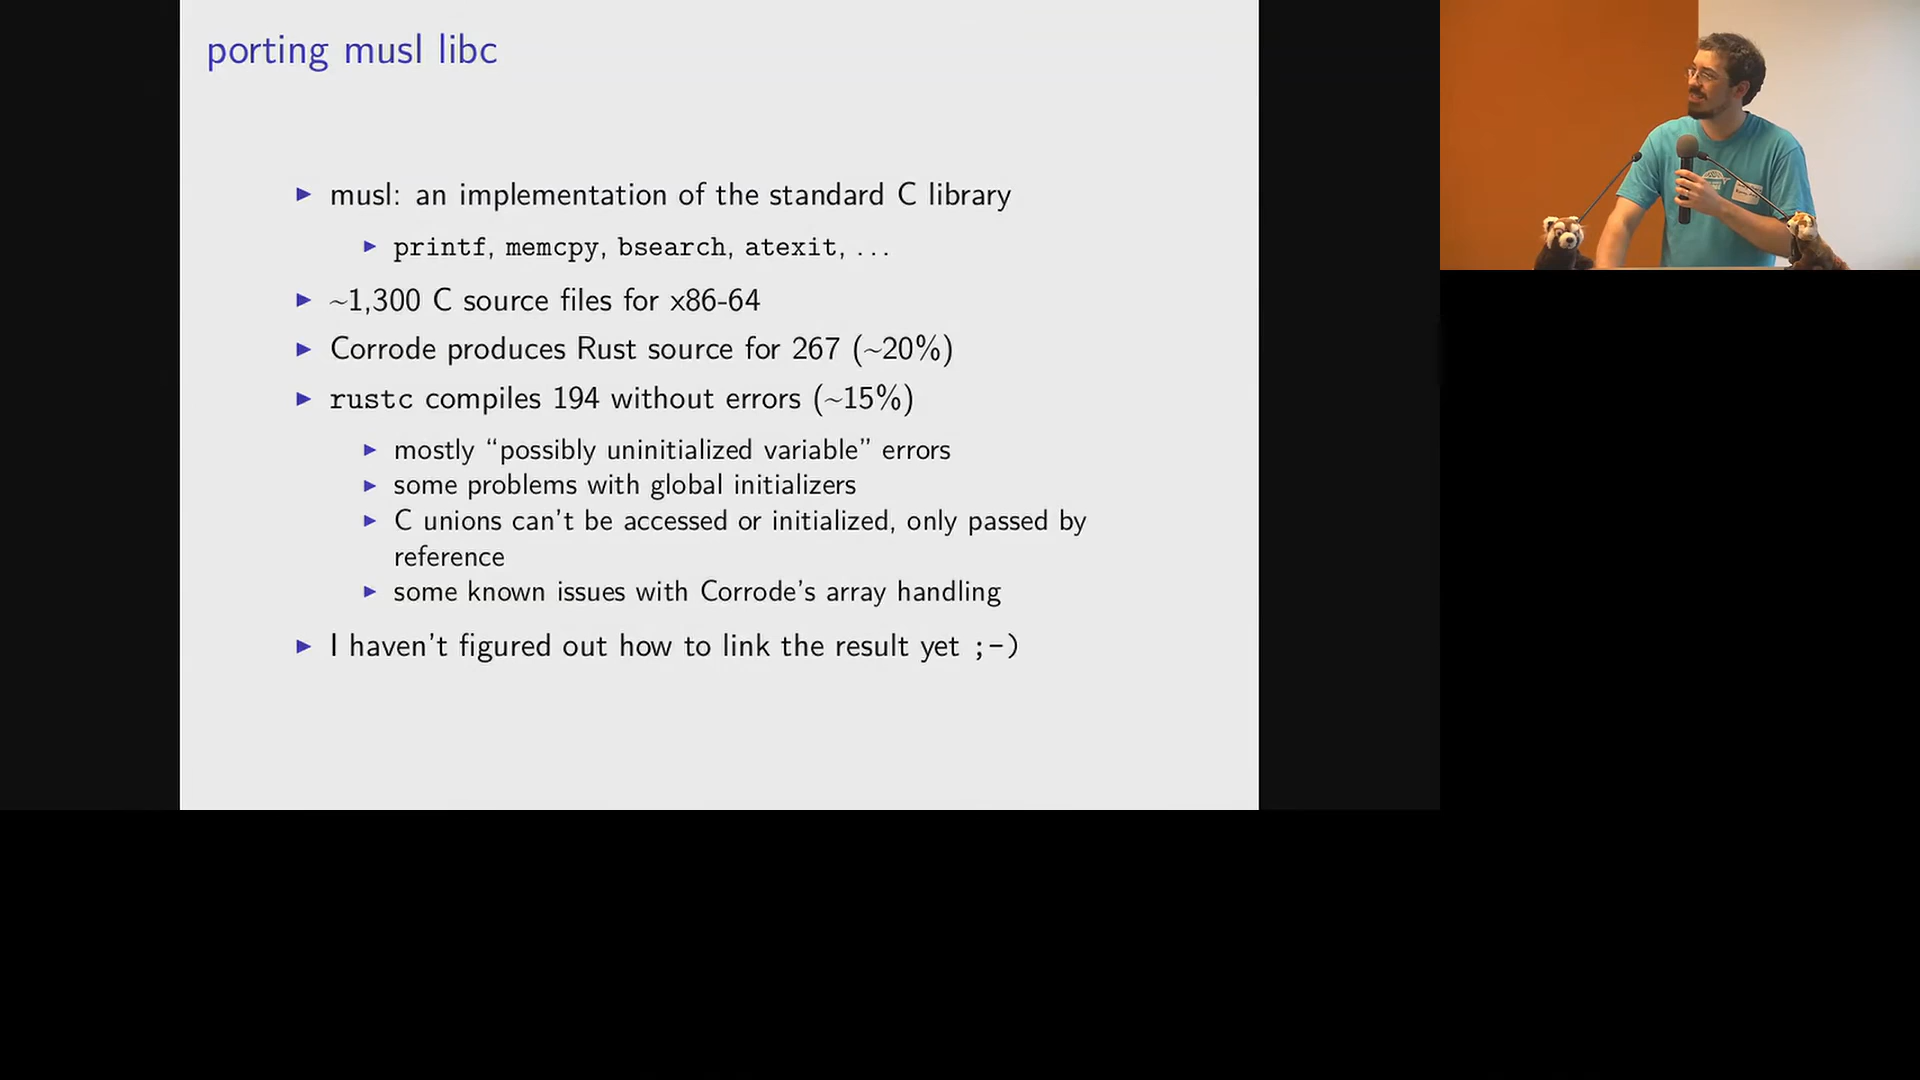 porting musl libc
▶ musl: an implementation of the standard C library
▶ printf, memcpy, bsearch, atexit, ...
▶ ~1,300 C source files for x86-64
▶ Corrode produces Rust source for 267 (~20%)
▶ rustc compiles 194 without errors (~15%)
▶ mostly “possibly uninitialized variable” errors
▶ some problems with global initializers
▶ C unions can't be accessed or initialized, only passed by
reference
▶ some known issues with Corrode's array handling
▶ I haven't figured out how to link the result yet ;-)